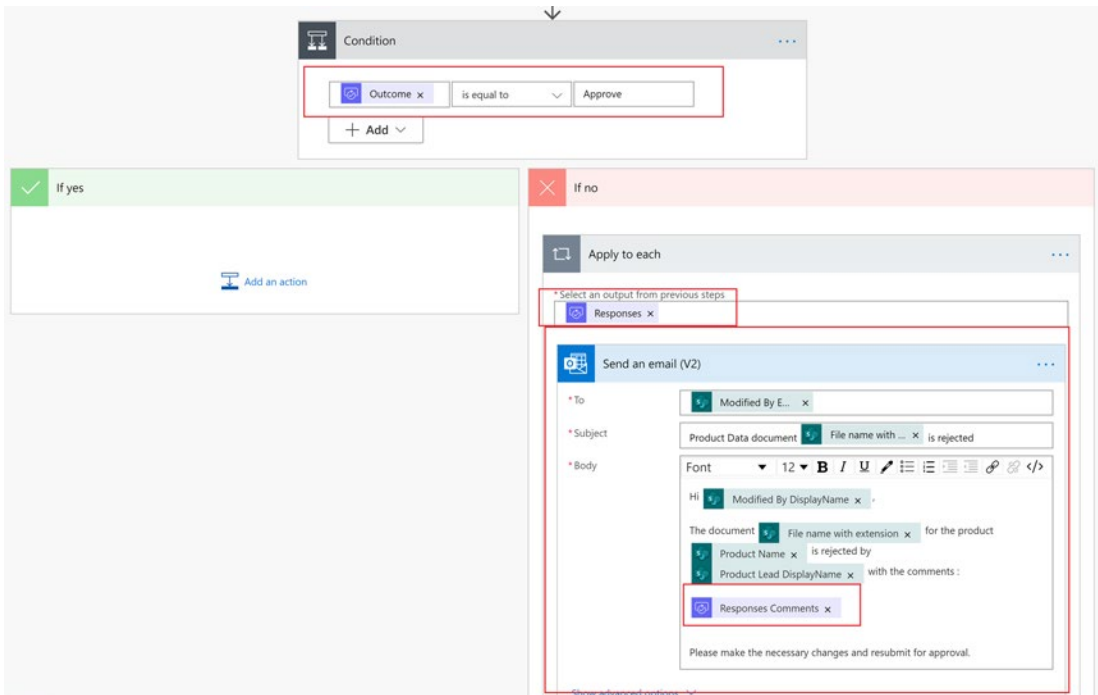 Condition
Outcome x is equal to Approve
+ Add
If yes
Add an action
If no
Apply to each
* Select an output from previous steps
Responses x
Send an email (V2)
* To Modified By E... x
* Subject Product Data document File name with ... x is rejected
* Body Font 12 B I U </>
Hi Modified By DisplayName x ,
The document File name with extension x for the product
Product Name x is rejected by
Product Lead DisplayName x with the comments :
Responses Comments x
Please make the necessary changes and resubmit for approval.
Show advanced options